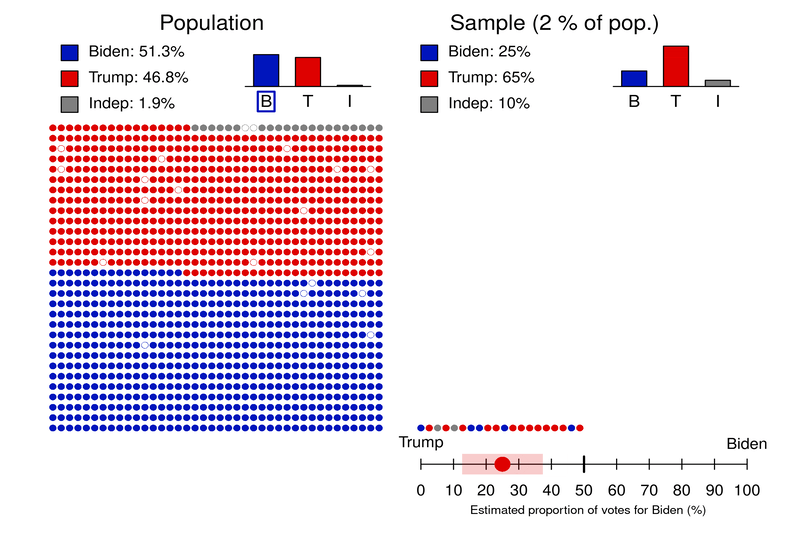 Population
Biden: 51.3%
Trump: 46.8%
Indep: 1.9%
B T I
Sample (2 % of pop.)
Biden: 25%
Trump: 65%
Indep: 10%
B T I
Trump Biden
0 10 20 30 40 50 60 70 80 90 100
Estimated proportion of votes for Biden (%)